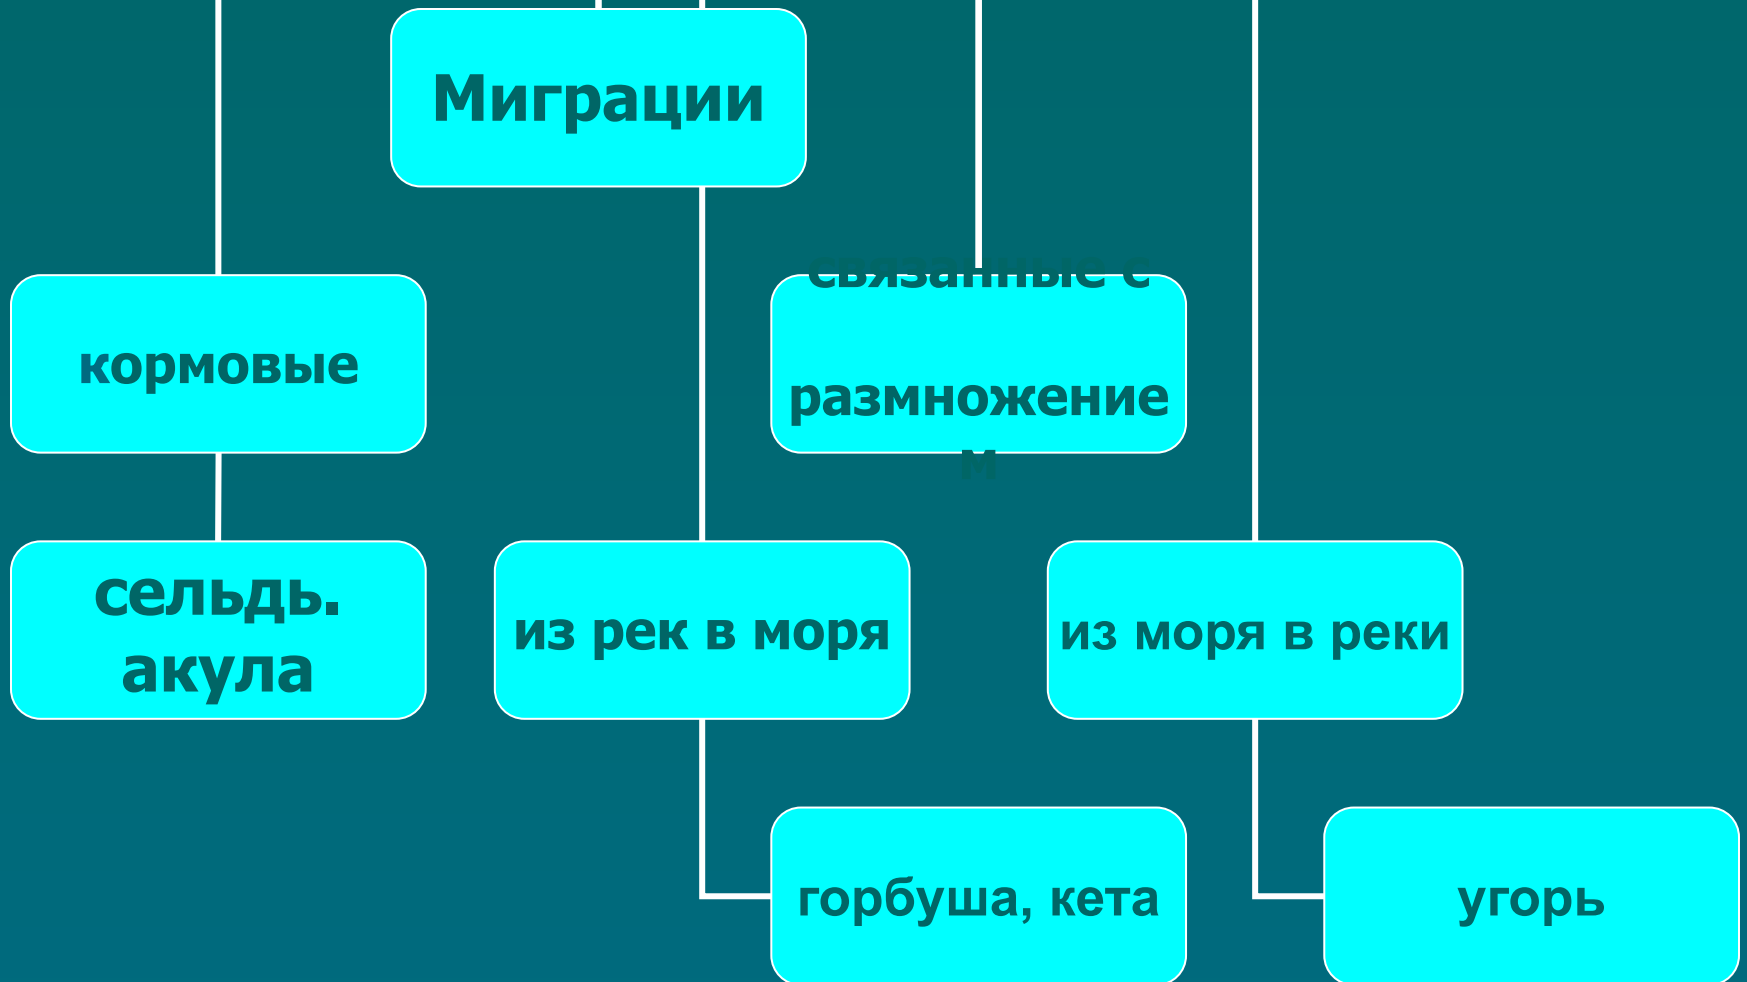 Миграции
кормовые
связанные с
размножение
м
сельдь.
акула
из рек в моря
из моря в реки
горбуша, кета
угорь